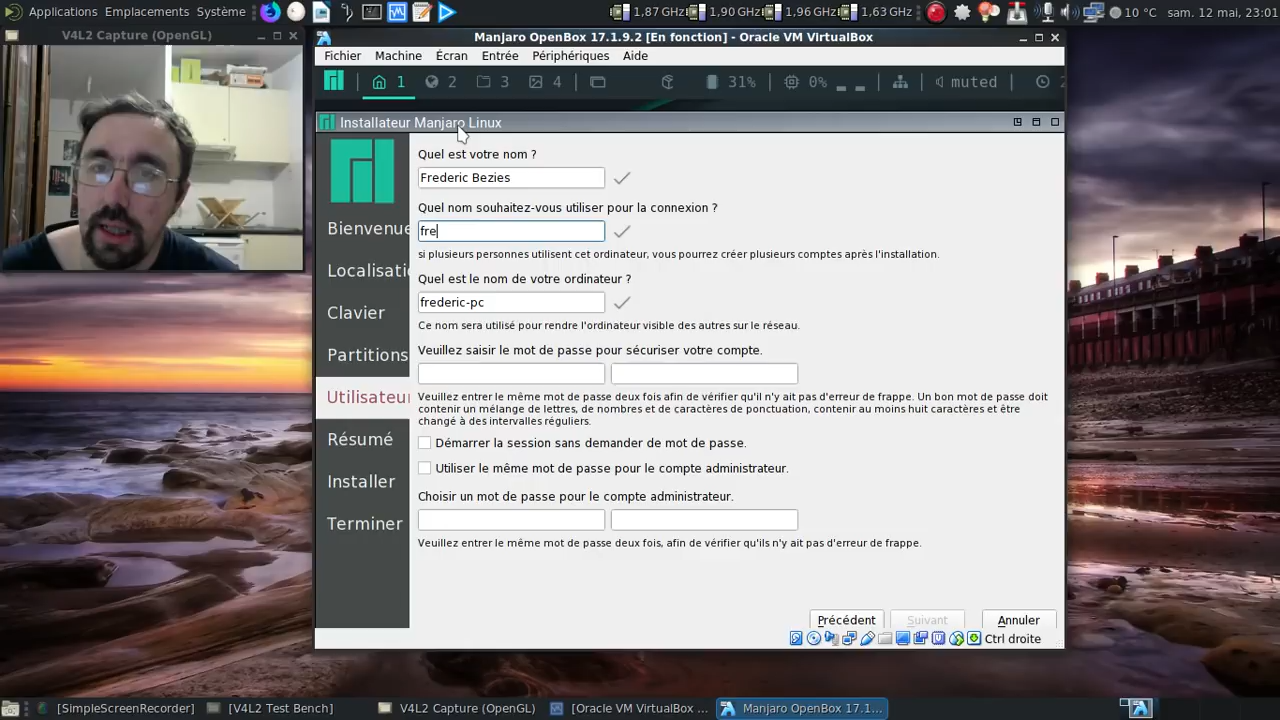 Applications Emplacements Système
1,87 GHz 1,90 GHz 1,96 GHz 1,63 GHz
10 °C sam. 12 mai, 23:01
V4L2 Capture (OpenGL)
Manjaro OpenBox 17.1.9.2 [En fonction] - Oracle VM VirtualBox
Fichier Machine Écran Entrée Périphériques Aide
1 2 3 4 31% 0% muted
Installateur Manjaro Linux
Bienvenue
Localisati
Clavier
Partitions
Utilisateur
Résumé
Installer
Terminer
Quel est votre nom ?
Frederic Bezies
Quel nom souhaitez-vous utiliser pour la connexion ?
fre
si plusieurs personnes utilisent cet ordinateur, vous pourrez créer plusieurs comptes après l'installation.
Quel est le nom de votre ordinateur ?
frederic-pc
Ce nom sera utilisé pour rendre l'ordinateur visible des autres sur le réseau.
Veuillez saisir le mot de passe pour sécuriser votre compte.
Veuillez entrer le même mot de passe deux fois afin de vérifier qu'il n'y ait pas d'erreur de frappe. Un bon mot de passe doit
contenir un mélange de lettres, de nombres et de caractères de ponctuation, contenir au moins huit caractères et être
changé à des intervalles réguliers.
Démarrer la session sans demander de mot de passe.
Utiliser le même mot de passe pour le compte administrateur.
Choisir un mot de passe pour le compte administrateur.
Veuillez entrer le même mot de passe deux fois, afin de vérifier qu'ils n'y ait pas d'erreur de frappe.
Précédent Suivant Annuler
Ctrl droite
[SimpleScreenRecorder] [V4L2 Test Bench] V4L2 Capture (OpenGL) [Oracle VM VirtualBox ... Manjaro OpenBox 17.1...